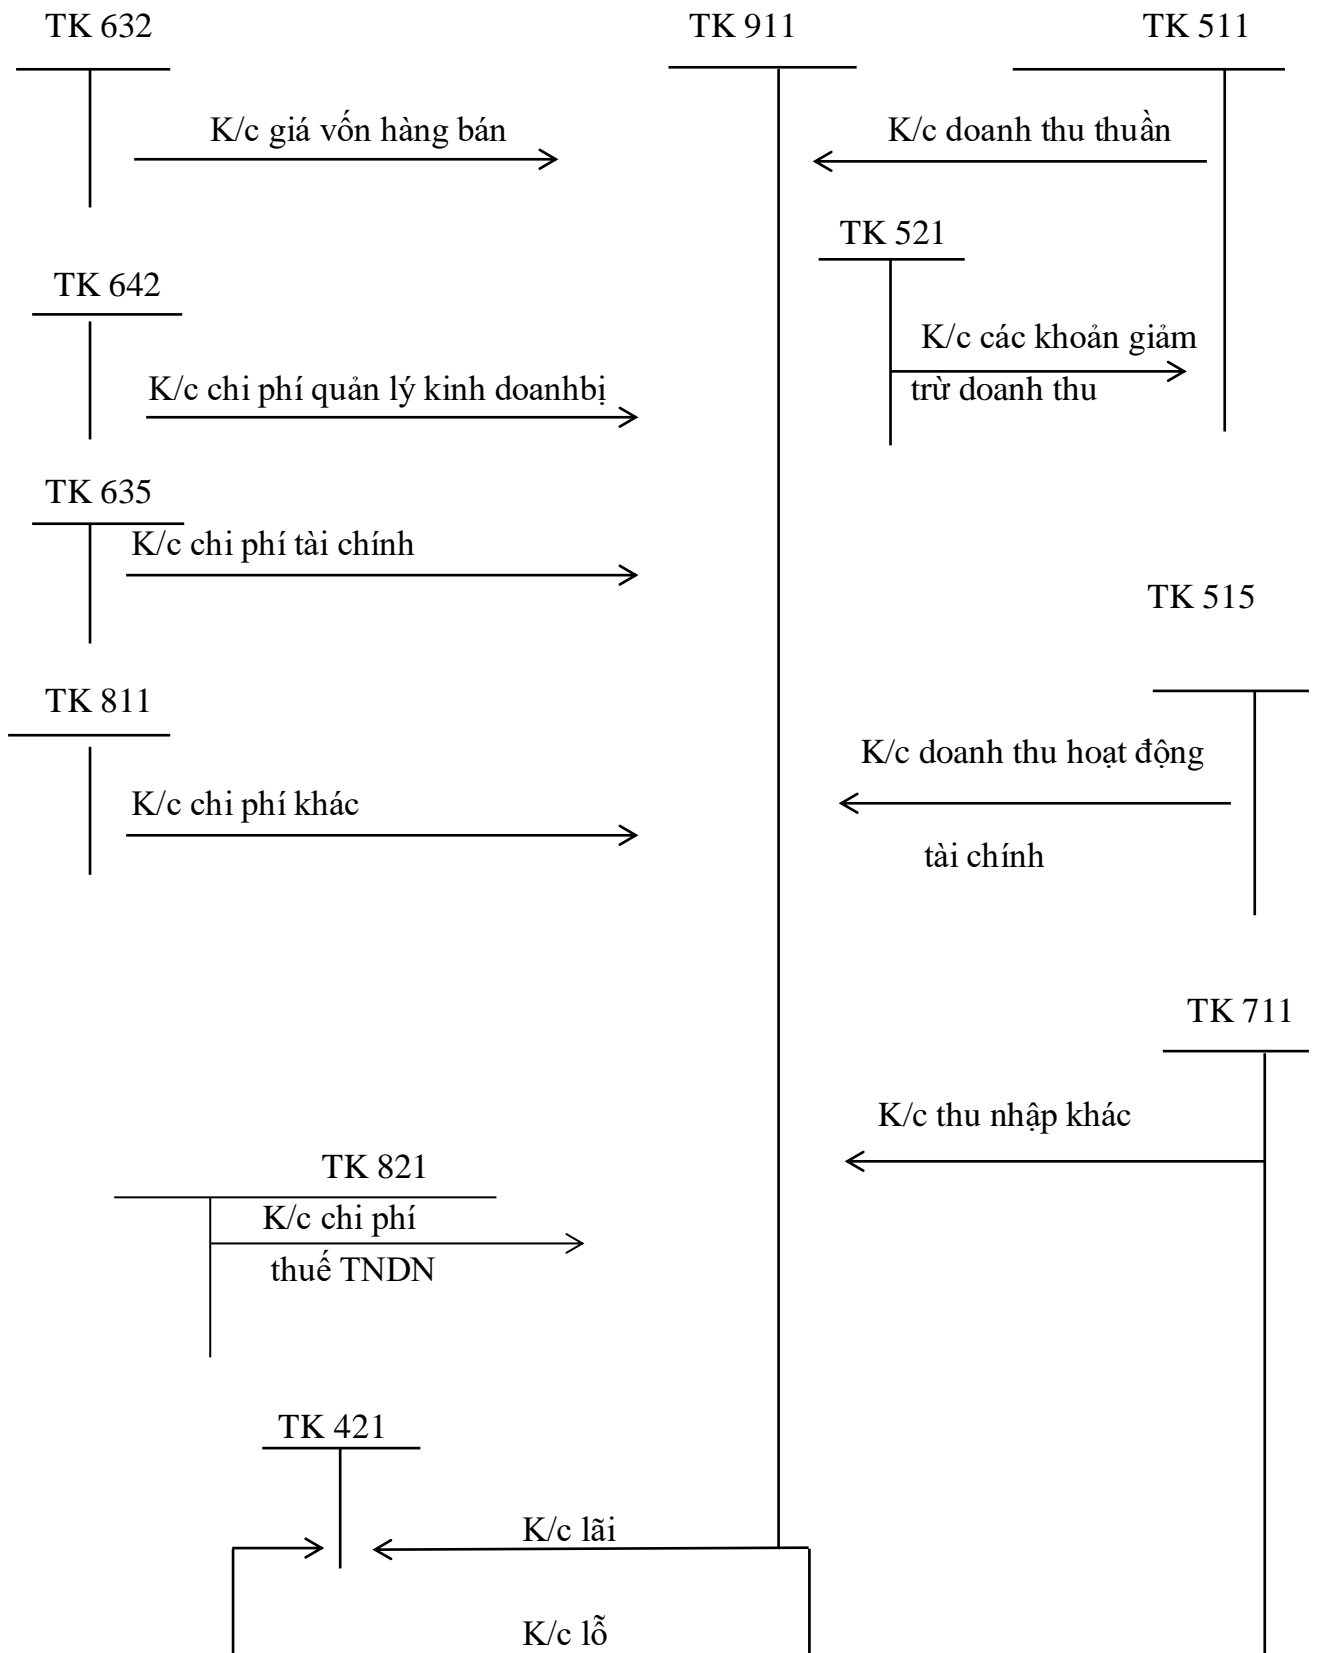 TK 632
TK 911
TK 511
K/c giá vốn hàng bán
K/c doanh thu thuần
TK 521
TK 642
K/c các khoản giảm
trừ doanh thu
K/c chi phí quản lý kinh doanhbị
TK 635
K/c chi phí tài chính
TK 515
TK 811
K/c doanh thu hoạt động
tài chính
K/c chi phí khác
TK 711
K/c thu nhập khác
TK 821
K/c chi phí
thuế TNDN
TK 421
K/c lãi
K/c lỗ